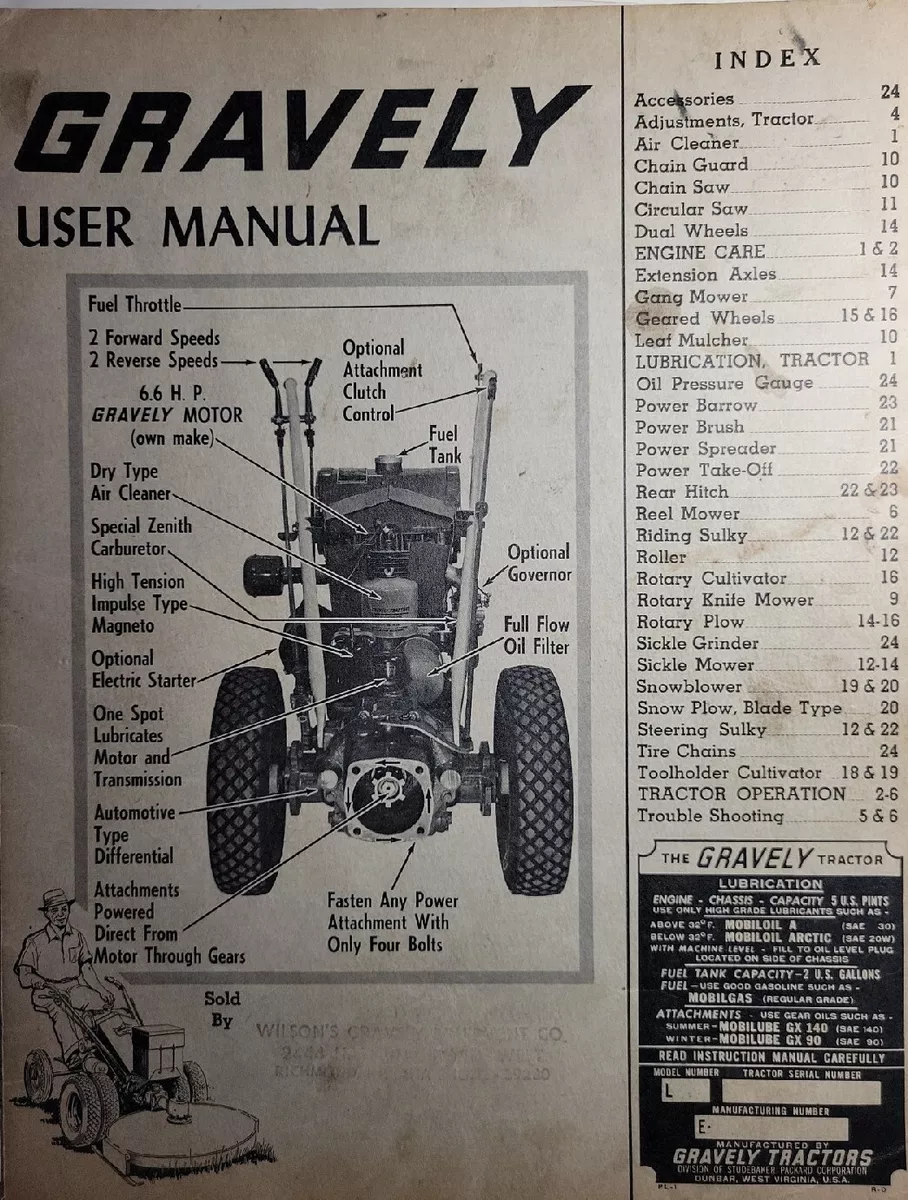 GRAVELY
USER MANUAL
Fuel Throttle
2 Forward Speeds
2 Reverse Speeds
6.6 H. P.
GRAVELY MOTOR
(own make)
Dry Type
Air Cleaner
Special Zenith
Carburetor
High Tension
Impulse Type
Magneto
Optional
Electric Starter
One Spot
Lubricates
Motor and
Transmission
Automotive
Type
Differential
Attachments
Powered
Direct From
Motor Through Gears
Optional
Attachment
Clutch
Control
Fuel
Tank
Optional
Governor
Full Flow
Oil Filter
Fasten Any Power
Attachment With
Only Four Bolts
Sold
By
WILSON'S
RICHMOND
INDEX
Accessories 24
Adjustments, Tractor 4
Air Cleaner 1
Chain Guard 10
Chain Saw 10
Circular Saw 11
Dual Wheels 14
ENGINE CARE 1 & 2
Extension Axles 14
Gang Mower 7
Geared Wheels 15 & 16
Leaf Mulcher 10
LUBRICATION, TRACTOR 1
Oil Pressure Gauge 24
Power Barrow 23
Power Brush 21
Power Spreader 21
Power Take-Off 22
Rear Hitch 22 & 23
Reel Mower 6
Riding Sulky 12 & 22
Roller 12
Rotary Cultivator 16
Rotary Knife Mower 9
Rotary Plow 14-16
Sickle Grinder 24
Sickle Mower 12-14
Snowblower 19 & 20
Snow Plow, Blade Type 20
Steering Sulky 12 & 22
Tire Chains 24
Toolholder Cultivator 18 & 19
TRACTOR OPERATION 2-6
Trouble Shooting 5 & 6
THE GRAVELY TRACTOR
LUBRICATION
ENGINE - CHASSIS - CAPACITY 5 U.S. PINTS
USE ONLY HIGH GRADE LUBRICANTS SUCH AS -
ABOVE 32°F. MOBILOIL A (SAE 30)
BELOW 32°F. MOBILOIL ARCTIC (SAE 20W)
WITH MACHINE LEVEL - FILL TO OIL LEVEL PLUG
LOCATED ON SIDE OF CHASSIS
FUEL TANK CAPACITY-2 U.S. GALLONS
FUEL-USE GOOD GASOLINE SUCH AS -
MOBILGAS (REGULAR GRADE)
ATTACHMENTS - USE GEAR OILS SUCH AS -
SUMMER-MOBILUBE GX 140 (SAE 140)
WINTER-MOBILUBE GX 90 (SAE 90)
READ INSTRUCTION MANUAL CAREFULLY
MODEL NUMBER TRACTOR SERIAL NUMBER
L
MANUFACTURING NUMBER
E-
MANUFACTURED BY
GRAVELY TRACTORS
DIVISION OF STUDEBAKER PACKARD CORPORATION
DUNBAR, WEST VIRGINIA, U.S.A.